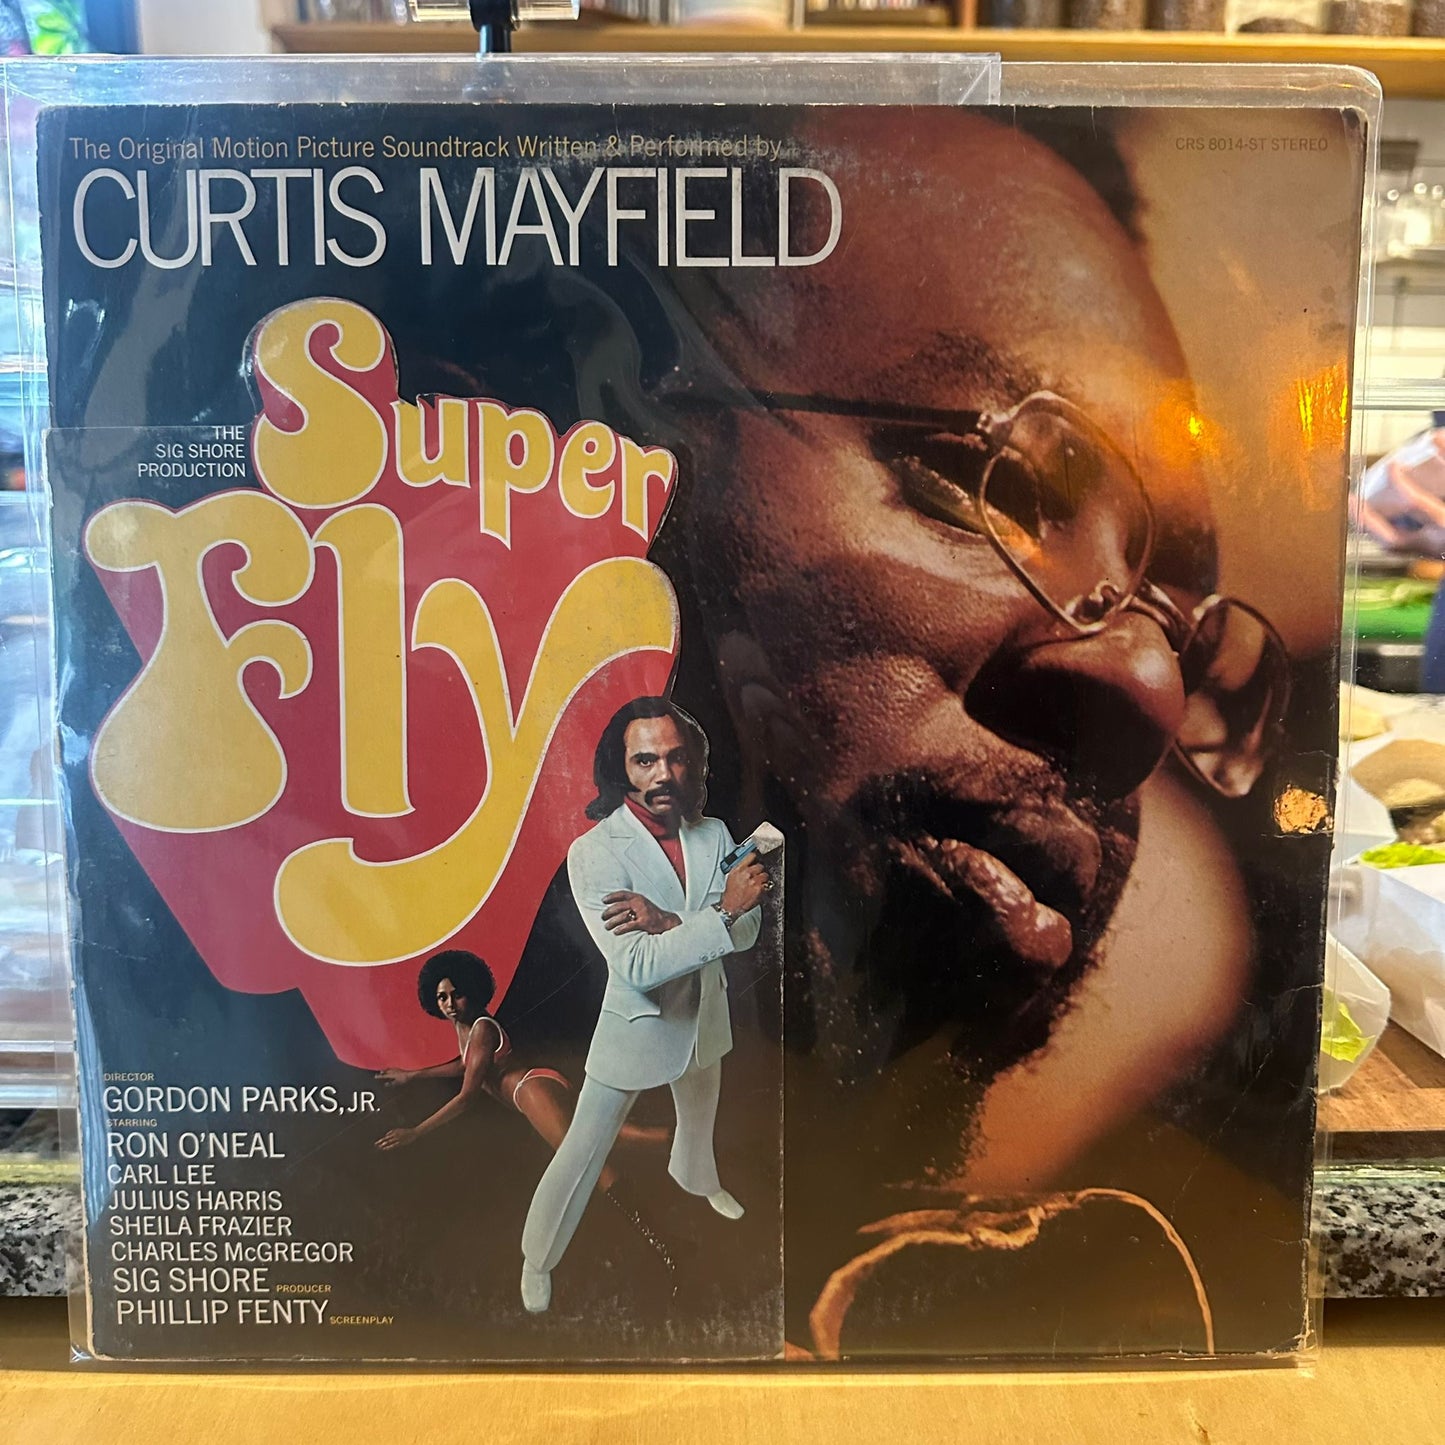 The Original Motion Picture Soundtrack Written & Performed by
CRS 8014-ST STEREO
CURTIS MAYFIELD
Super
THE
SIG SHORE
PRODUCTION
Fly
DIRECTOR
GORDON PARKS, JR.
STARRING
RON O'NEAL
CARL LEE
JULIUS HARRIS
SHEILA FRAZIER
CHARLES McGREGOR
SIG SHORE PRODUCER
PHILLIP FENTY SCREENPLAY